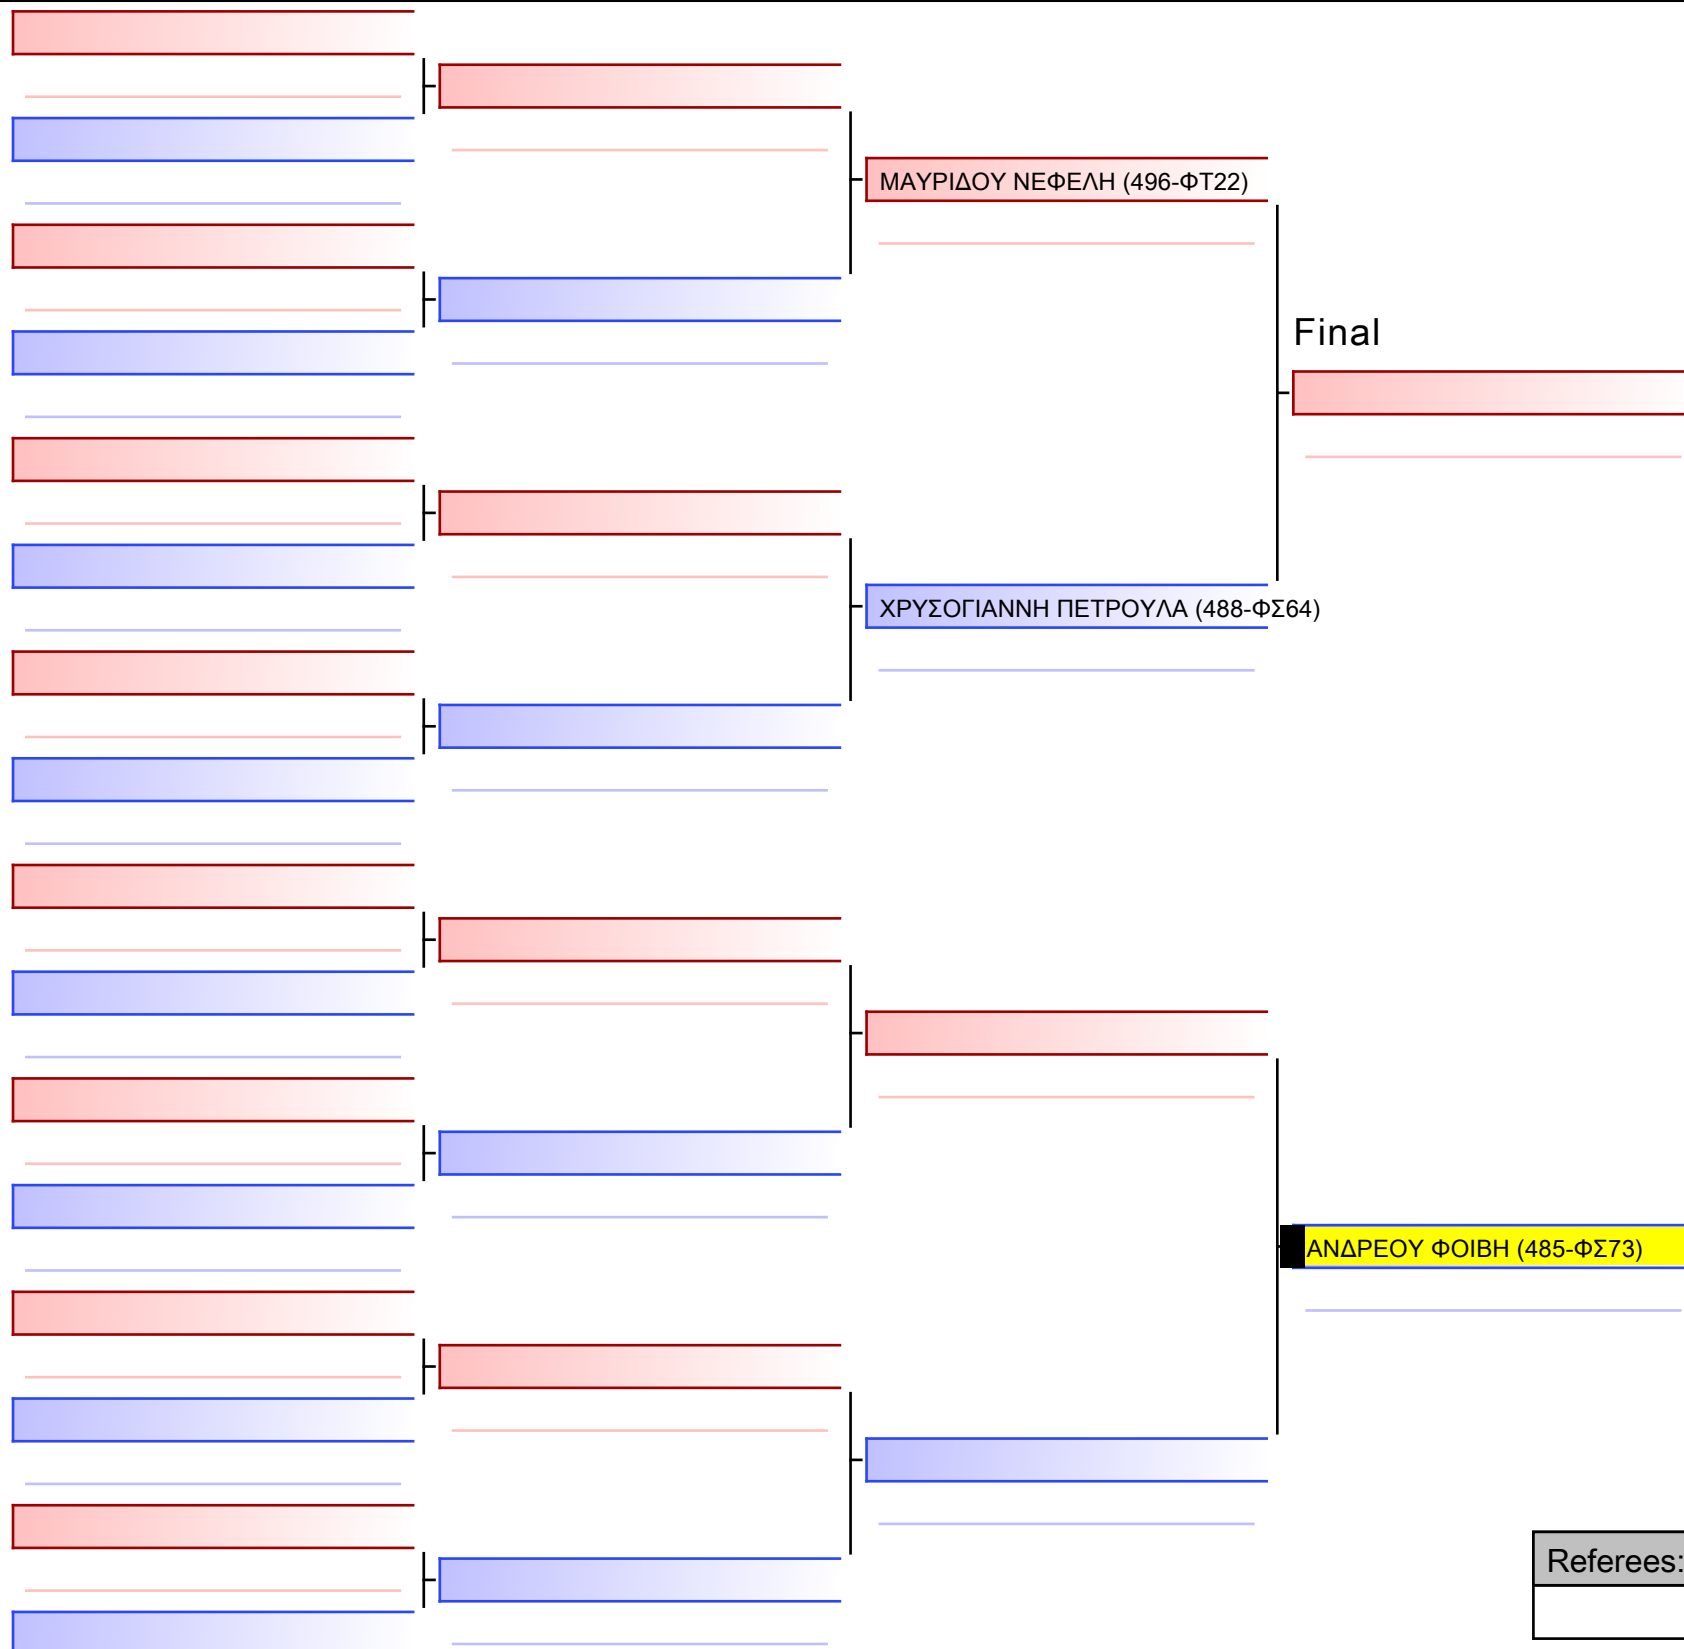 ΜΑΥΡΙΔΟΥ ΝΕΦΕΛΗ (496-ΦΤ22)
Final
ΧΡΥΣΟΓΙΑΝΝΗ ΠΕΤΡΟΥΛΑ (488-ΦΣ64)
ΑΝΔΡΕΟΥ ΦΟΙΒΗ (485-ΦΣ73)
Referees: